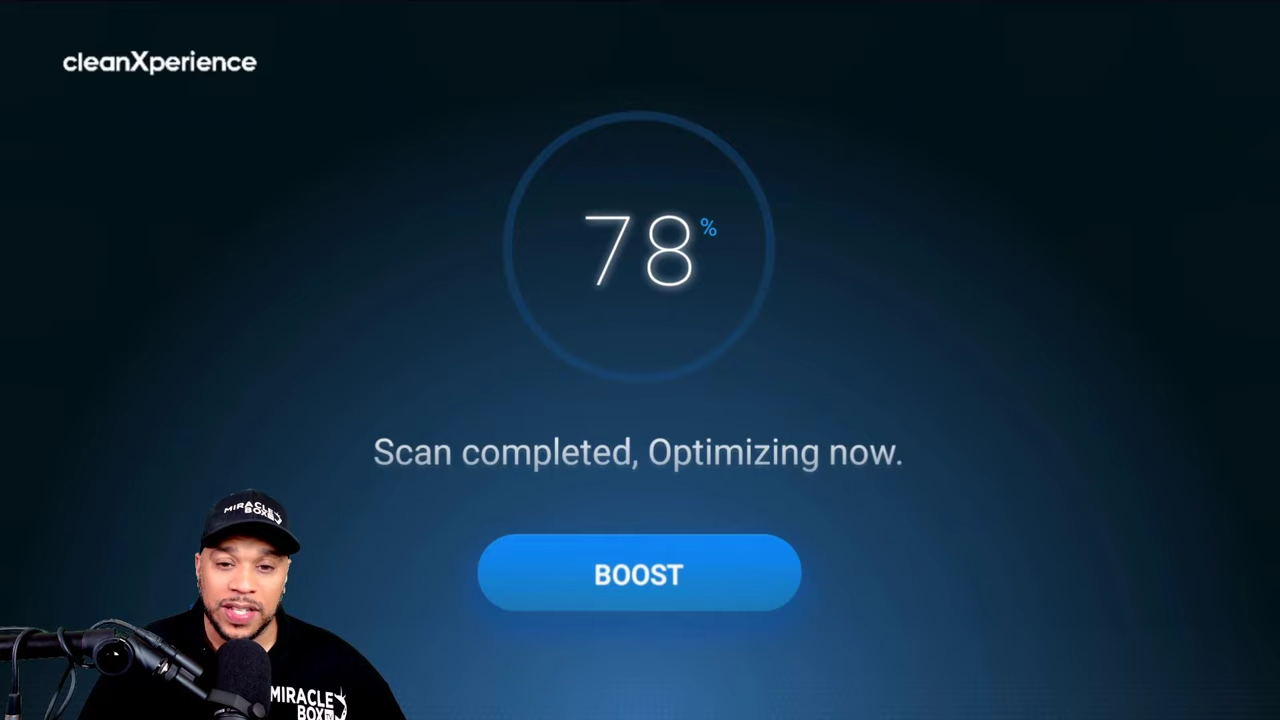 cleanXperience
78%
Scan completed, Optimizing now.
BOOST
MIRACLE
BOX
MIRACLE
BOX